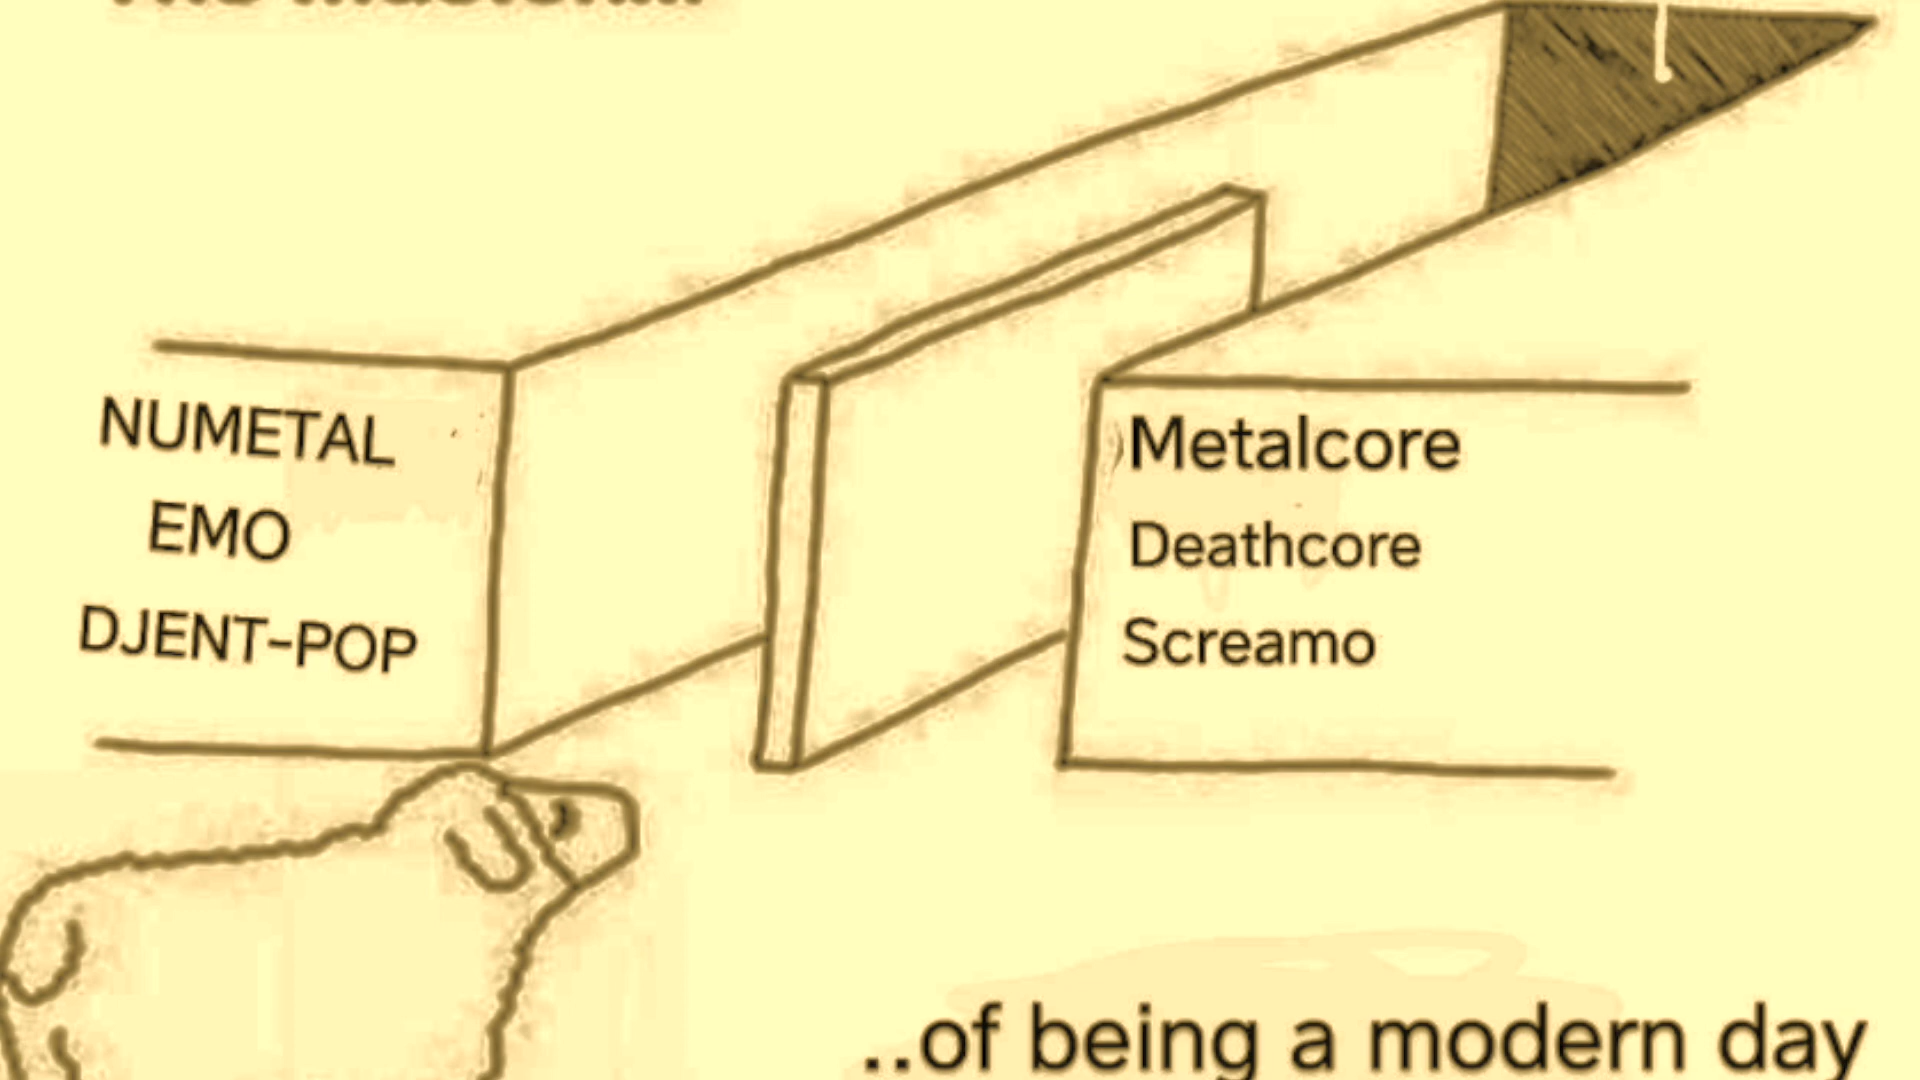 NUMETAL
EMO
DJENT-POP
Metalcore
Deathcore
Screamo
..of being a modern day